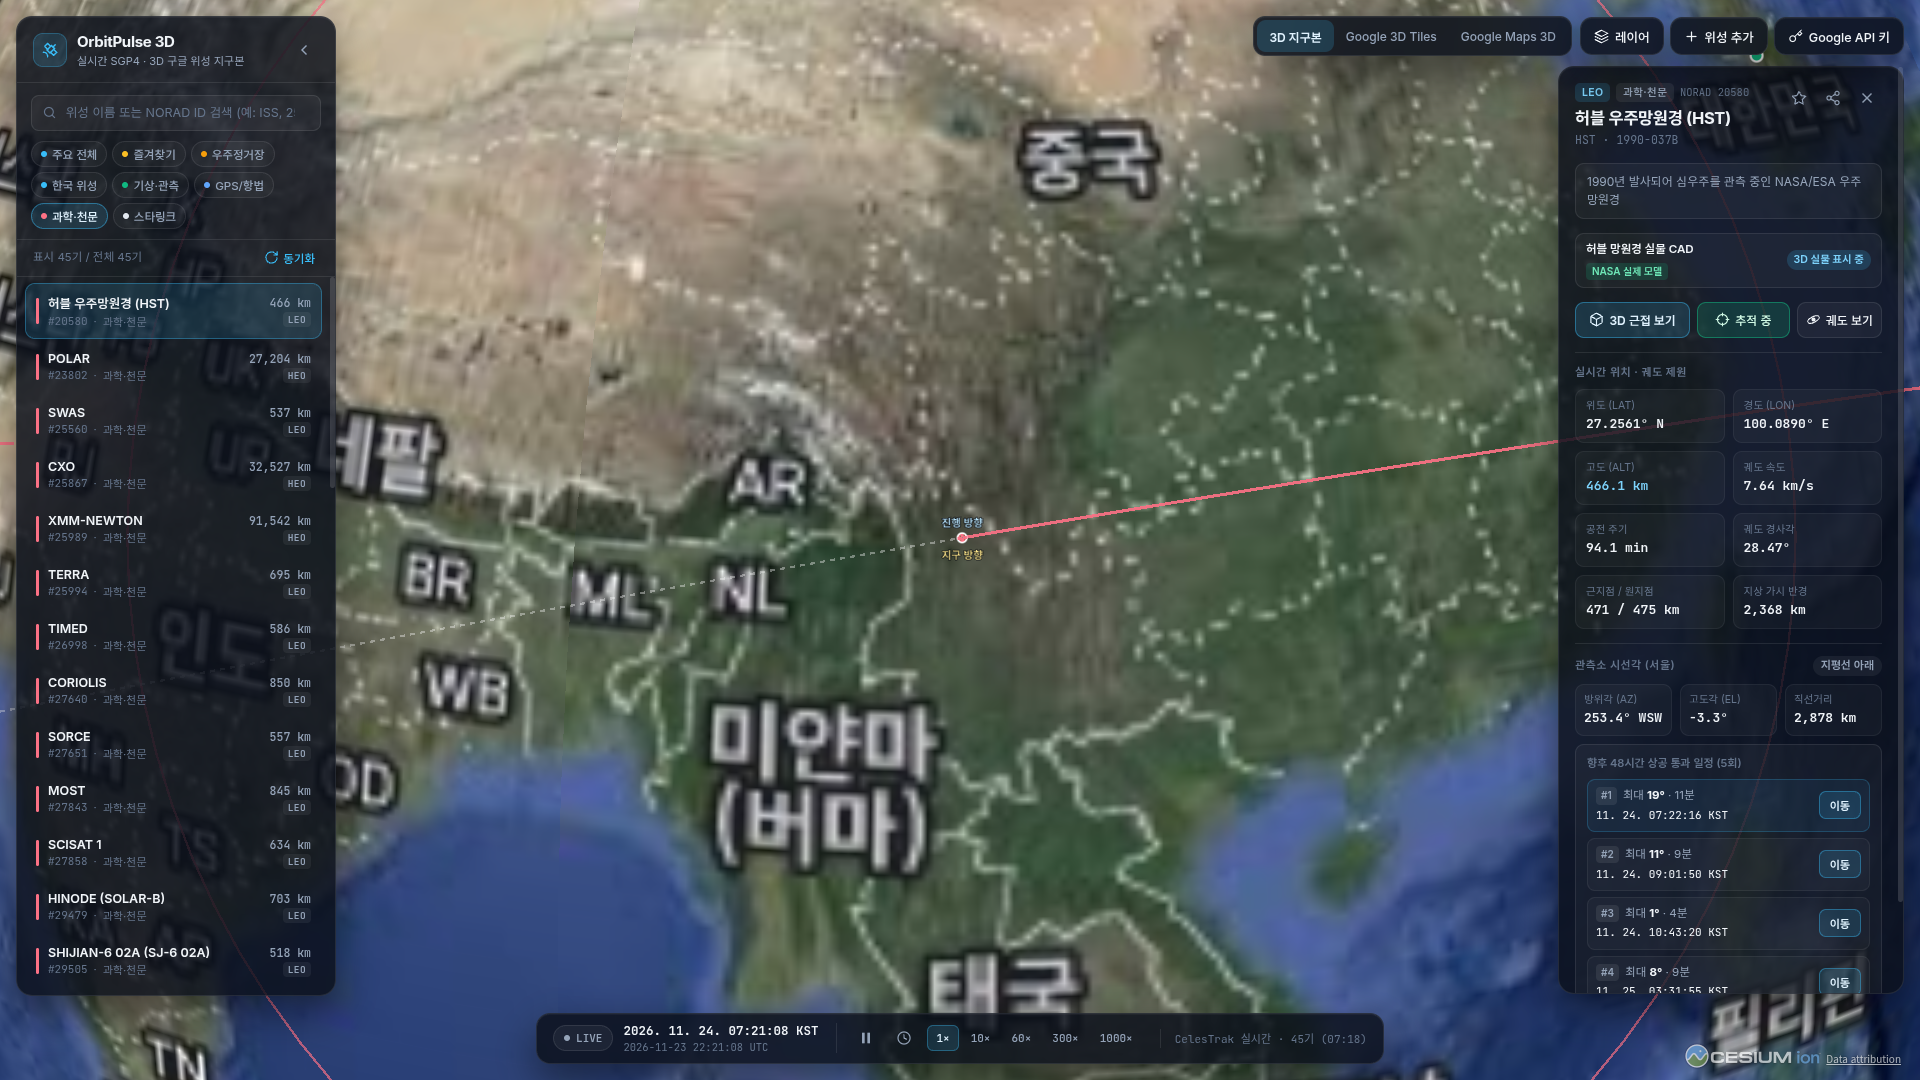 OrbitPulse 3D
실시간 SGP4 · 3D 구글 위성 지구본
위성 이름 또는 NORAD ID 검색 (예: ISS, 2
주요 전체
즐겨찾기
우주정거장
한국 위성
기상·관측
GPS/항법
과학·천문
스타링크
표시 45기 / 전체 45기
동기화
허블 우주망원경 (HST)
466 km
#20580 · 과학·천문
LEO
POLAR
27,204 km
#23802 · 과학·천문
HEO
SWAS
537 km
#25560 · 과학·천문
LEO
CXO
32,527 km
#25867 · 과학·천문
HEO
XMM-NEWTON
91,542 km
#25989 · 과학·천문
HEO
TERRA
695 km
#25994 · 과학·천문
LEO
TIMED
586 km
#26998 · 과학·천문
LEO
CORIOLIS
850 km
#27640 · 과학·천문
LEO
SORCE
557 km
#27651 · 과학·천문
LEO
MOST
845 km
#27843 · 과학·천문
LEO
SCISAT 1
634 km
#27858 · 과학·천문
LEO
HINODE (SOLAR-B)
703 km
#29479 · 과학·천문
LEO
SHIJIAN-6 02A (SJ-6 02A)
518 km
#29505 · 과학·천문
LEO
중국
네팔
AR
BR
ML
NL
WB
OD
인도
UK
UP
HP
TS
TN
미얀마
(버마)
태국
필리핀
대한민국
진행 방향
지구 방향
3D 지구본
Google 3D Tiles
Google Maps 3D
레이어
위성 추가
Google API 키
LEO
과학·천문
NORAD 20580
허블 우주망원경 (HST)
HST · 1990-037B
1990년 발사되어 심우주를 관측 중인 NASA/ESA 우주
망원경
허블 망원경 실물 CAD
NASA 실제 모델
3D 실물 표시 중
3D 근접 보기
추적 중
궤도 보기
실시간 위치 · 궤도 제원
위도 (LAT)
27.2561° N
경도 (LON)
100.0890° E
고도 (ALT)
466.1 km
궤도 속도
7.64 km/s
공전 주기
94.1 min
궤도 경사각
28.47°
근지점 / 원지점
471 / 475 km
지상 가시 반경
2,368 km
관측소 시선각 (서울)
지평선 아래
방위각 (AZ)
253.4° WSW
고도각 (EL)
-3.3°
직선거리
2,878 km
향후 48시간 상공 통과 일정 (5회)
#1 최대 19° · 11분
11. 24. 07:22:16 KST
이동
#2 최대 11° · 9분
11. 24. 09:01:50 KST
이동
#3 최대 1° · 4분
11. 24. 10:43:20 KST
이동
#4 최대 8° · 9분
11. 25. 03:31:55 KST
이동
LIVE
2026. 11. 24. 07:21:08 KST
2026-11-23 22:21:08 UTC
1×
10×
60×
300×
1000×
CelesTrak 실시간 · 45기 (07:18)
CESIUM ion
Data attribution